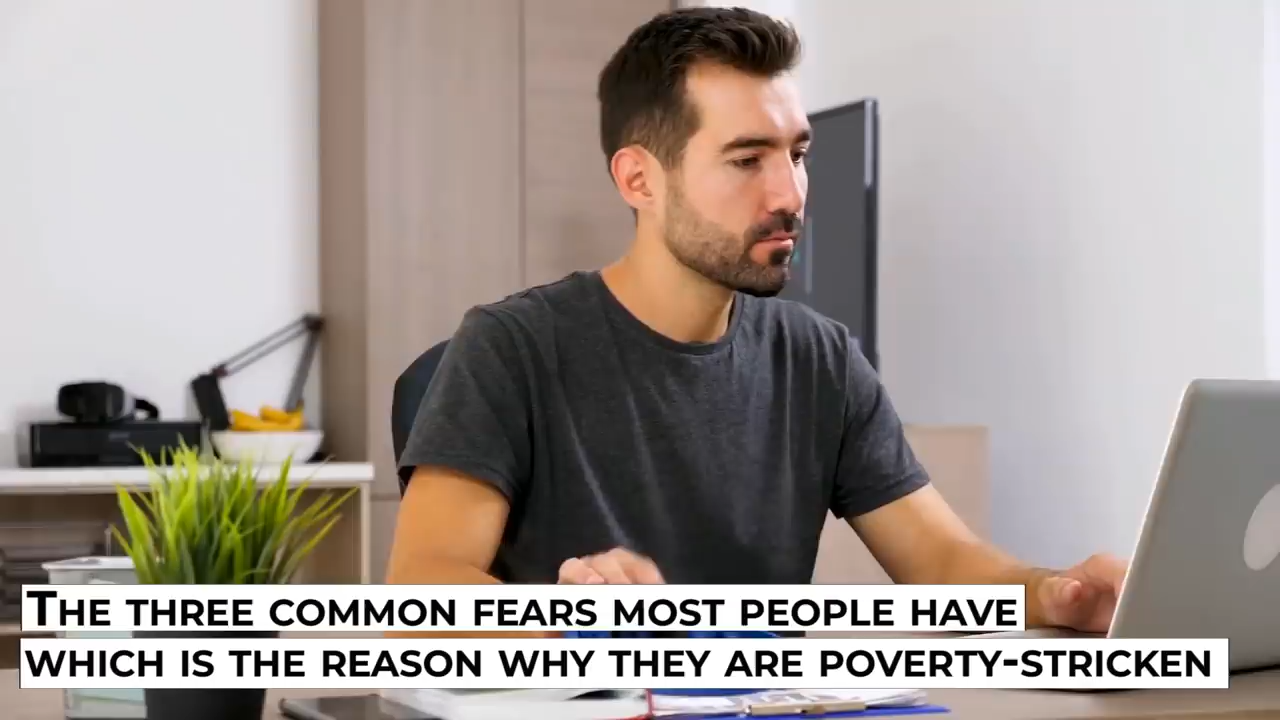 The three common fears most people have
which is the reason why they are poverty-stricken